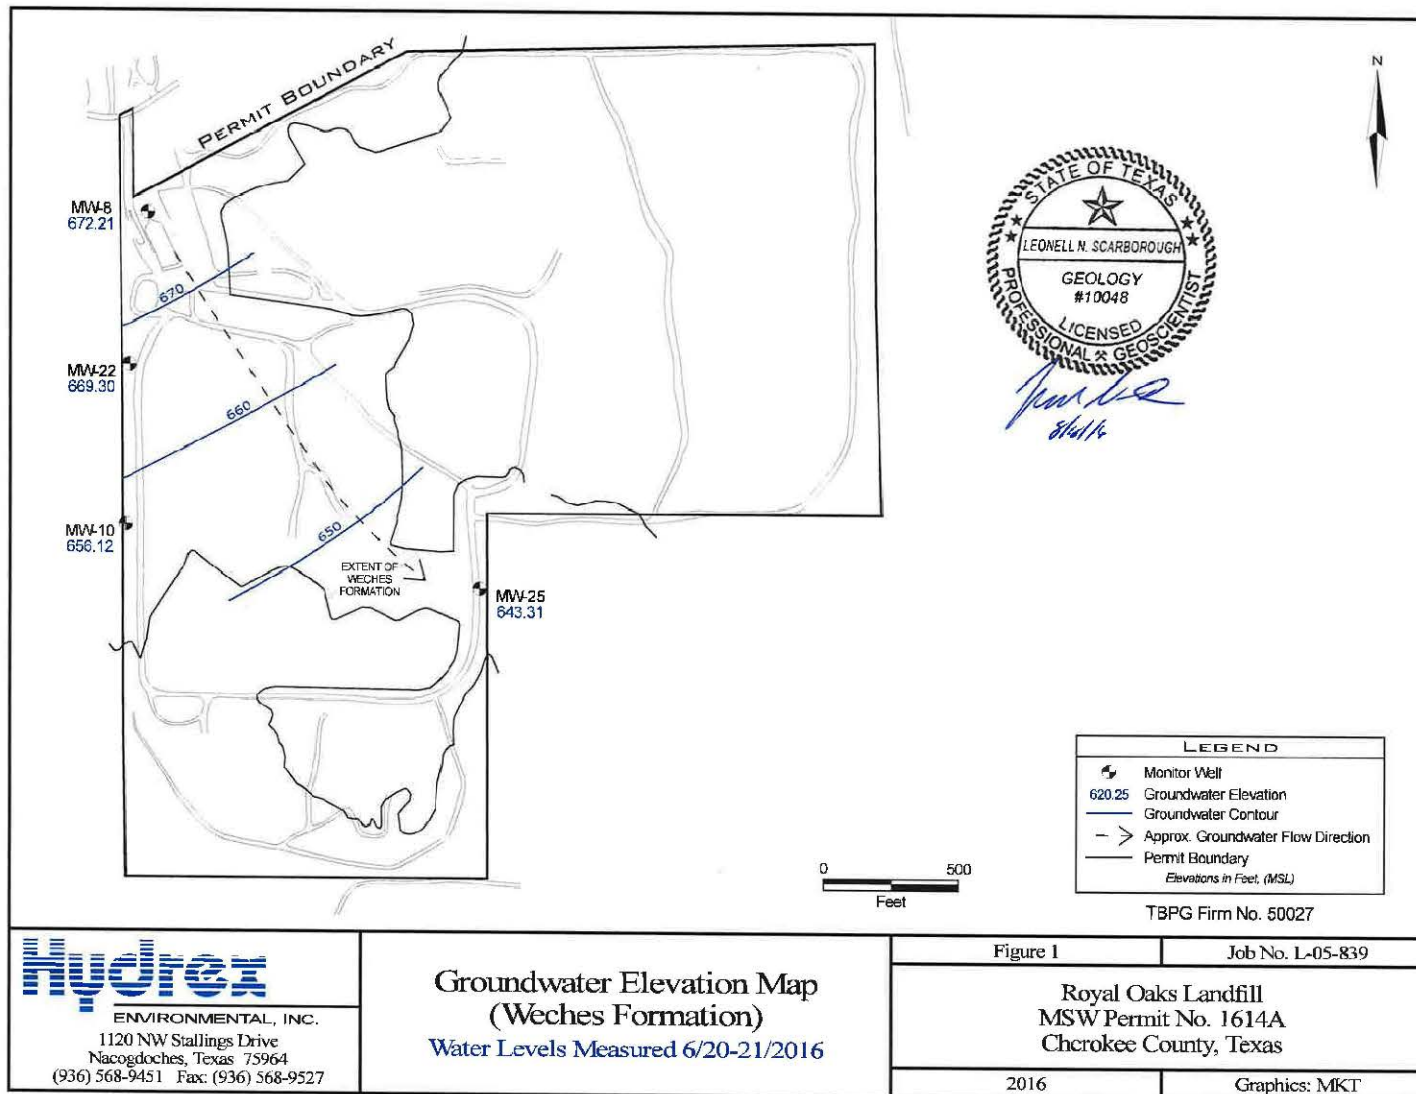 PERMIT BOUNDARY
N
MW-8
672.21
670
MW-22
669.30
660
MW-10
656.12
650
EXTENT OF
WECHES
FORMATION
MW-25
643.31
STATE OF TEXAS
LEONELL N. SCARBOROUGH
GEOLOGY
#10048
LICENSED
PROFESSIONAL GEOSCIENTIST
LEGEND
Monitor Well
620.25 Groundwater Elevation
Groundwater Contour
Approx. Groundwater Flow Direction
Permit Boundary
Elevations in Feet, (MSL)
0 500
Feet
TBPG Firm No. 50027
Hydrex
ENVIRONMENTAL, INC.
1120 NW Stallings Drive
Nacogdoches, Texas 75964
(936) 568-9451 Fax: (936) 568-9527
Groundwater Elevation Map
(Weches Formation)
Water Levels Measured 6/20-21/2016
Figure 1
Job No. L-05-839
Royal Oaks Landfill
MSW Permit No. 1614A
Cherokee County, Texas
2016
Graphics: MKT